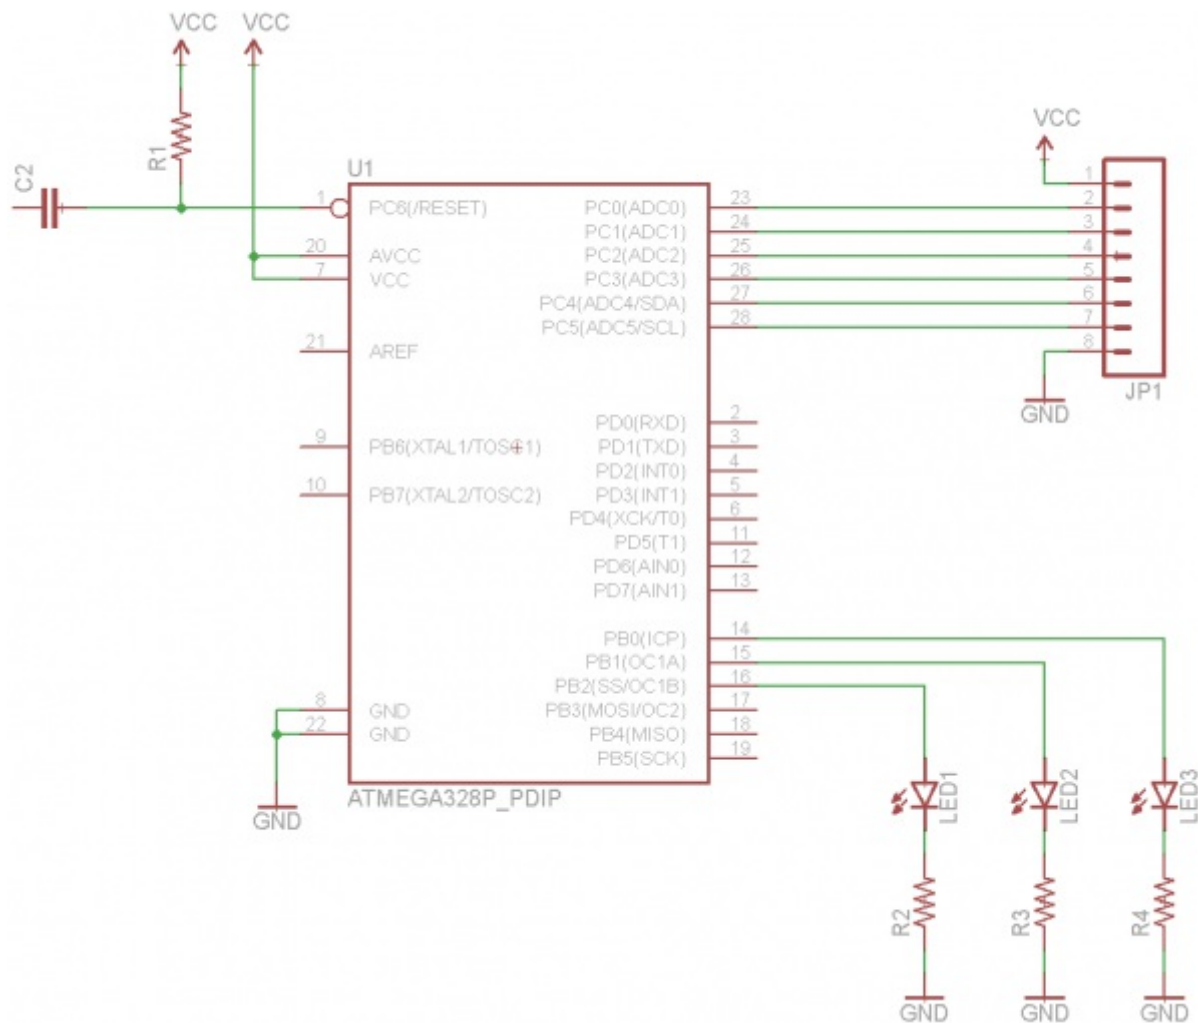 VCC VCC
R1
C2
VCC
U1
JP1
1
2
3
4
5
6
7
8
GND
1 PC6(/RESET)
20 AVCC
7 VCC
21 AREF
9 PB6(XTAL1/TOSC1)
10 PB7(XTAL2/TOSC2)
8 GND
22 GND
GND
PC0(ADC0) 23
PC1(ADC1) 24
PC2(ADC2) 25
PC3(ADC3) 26
PC4(ADC4/SDA) 27
PC5(ADC5/SCL) 28
PD0(RXD) 2
PD1(TXD) 3
PD2(INT0) 4
PD3(INT1) 5
PD4(XCK/T0) 6
PD5(T1) 11
PD6(AIN0) 12
PD7(AIN1) 13
PB0(ICP) 14
PB1(OC1A) 15
PB2(SS/OC1B) 16
PB3(MOSI/OC2) 17
PB4(MISO) 18
PB5(SCK) 19
ATMEGA328P_PDIP
LED1
LED2
LED3
R2
R3
R4
GND
GND
GND